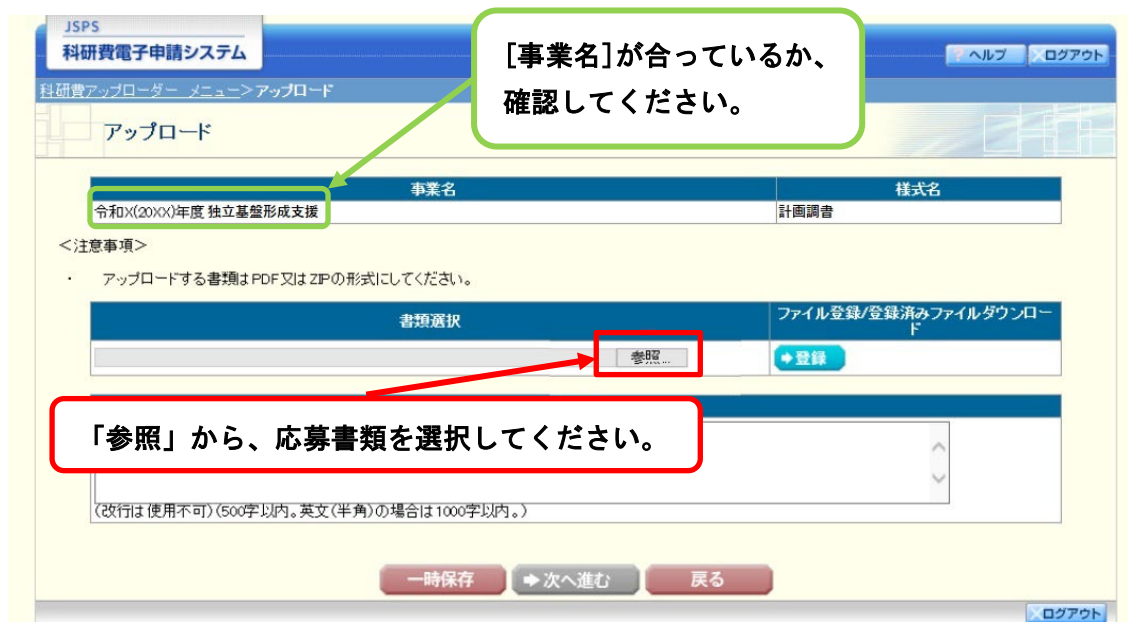 JSPS
科研費電子申請システム
ヘルプ
ログアウト
科研費アップローダー メニュー>アップロード
[事業名]が合っているか、
確認してください。
アップロード
事業名
様式名
令和X(20XX)年度 独立基盤形成支援
計画調書
<注意事項>
・ アップロードする書類はPDF又はZIPの形式にしてください。
書類選択
ファイル登録/登録済みファイルダウンロー
ド
参照...
登録
「参照」から、応募書類を選択してください。
(改行は使用不可)(500字以内。英文(半角)の場合は1000字以内。)
一時保存
次へ進む
戻る
ログアウト